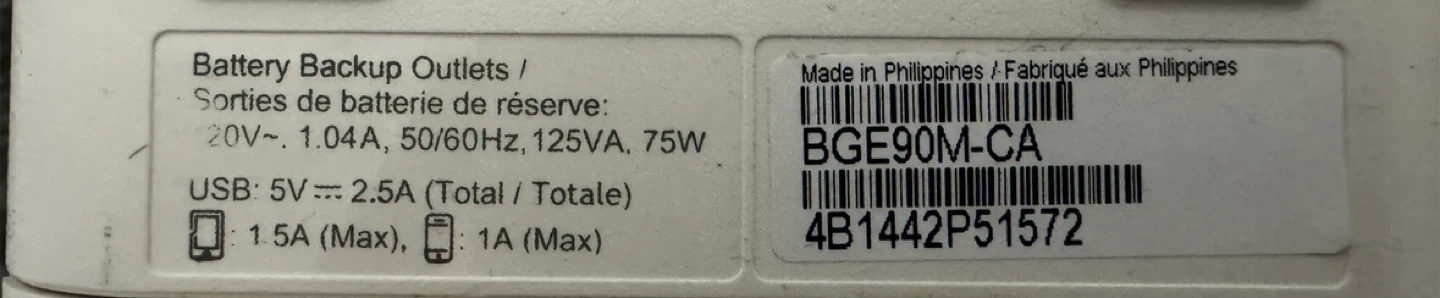 Battery Backup Outlets /
Sorties de batterie de réserve:
20V~. 1.04A, 50/60Hz, 125VA, 75W
USB: 5V⎓ 2.5A (Total / Totale)
: 1.5A (Max), : 1A (Max)
Made in Philippines / Fabriqué aux Philippines
BGE90M-CA
4B1442P51572